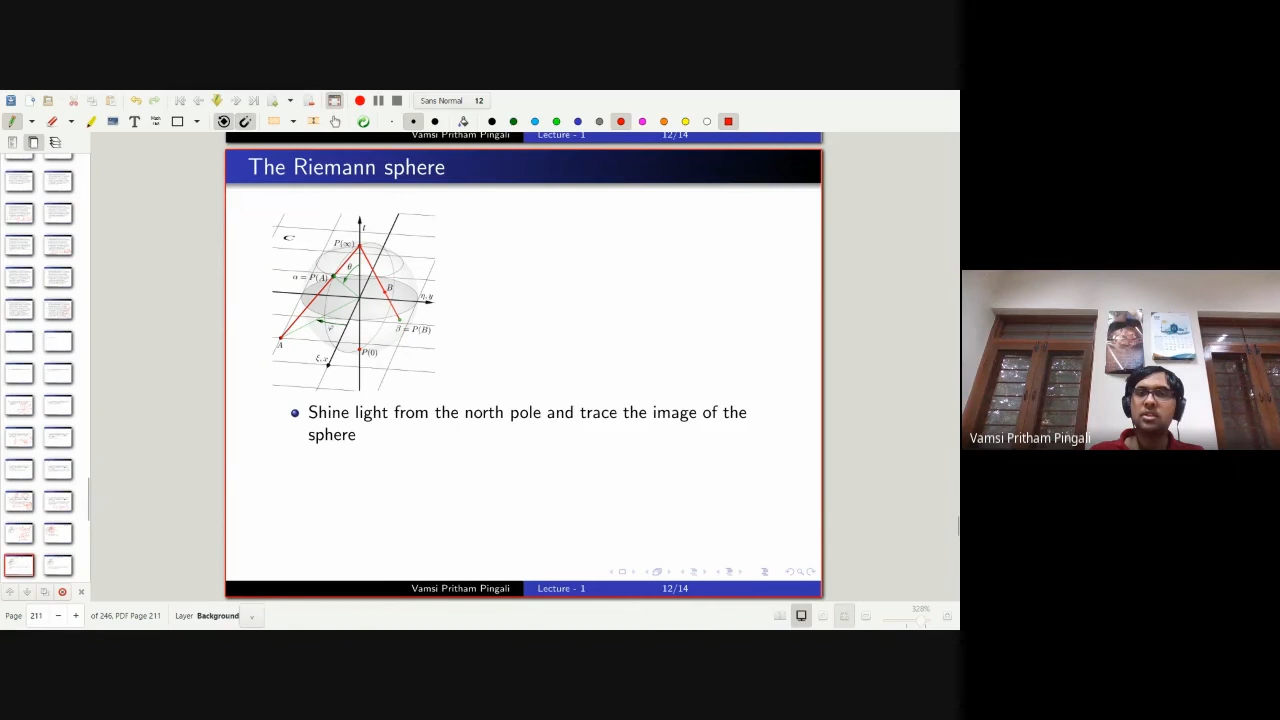 Sans Normal 12
Vamsi Pritham Pingali Lecture - 1 12/14
The Riemann sphere
C
t
P(∞)
θ
α = P(A)
B
η, y
β = P(B)
φ
A
P(0)
ξ, x
Shine light from the north pole and trace the image of the
sphere
Vamsi Pritham Pingali
Vamsi Pritham Pingali Lecture - 1 12/14
Page 211 of 246, PDF Page 211 Layer Background
328%